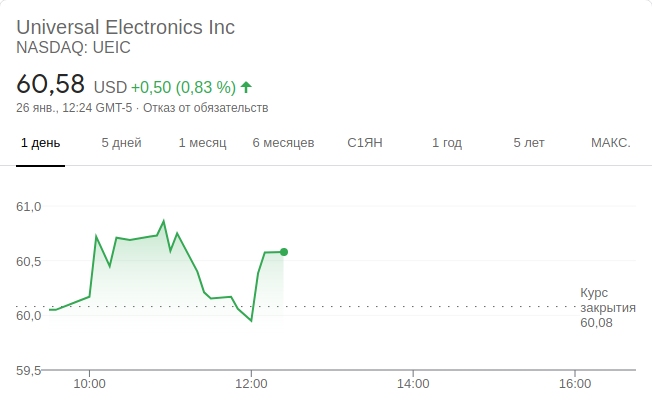 Universal Electronics Inc
NASDAQ: UEIC
60,58 USD +0,50 (0,83 %)
26 янв., 12:24 GMT-5 · Отказ от обязательств
1 день 5 дней 1 месяц 6 месяцев С1ЯН 1 год 5 лет МАКС.
61,0
60,5
60,0
59,5
Курс
закрытия
60,08
10:00 12:00 14:00 16:00